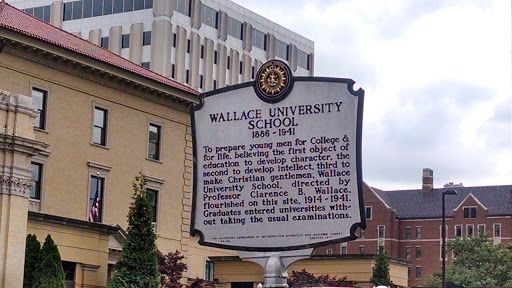 WALLACE UNIVERSITY
SCHOOL
1886-1941
To prepare young men for College &
for life, believing the first object of
education to develop character, the
second to develop intellect, third to
make Christian gentlemen, Wallace
University School, directed by
Professor Clarence B. Wallace,
flourished on this site, 1914-1941.
Graduates entered universities with-
out taking the usual examinations.